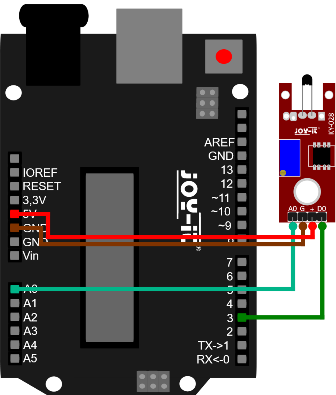 IOREF
RESET
3,3V
5V
GND
GND
Vin
A0
A1
A2
A3
A4
A5
AREF
GND
13
12
~11
~10
~9
8
7
6
5
4
3
2
TX->1
RX<-0
JOY-iT
JOY-iT
KY-028
A0 G + D0